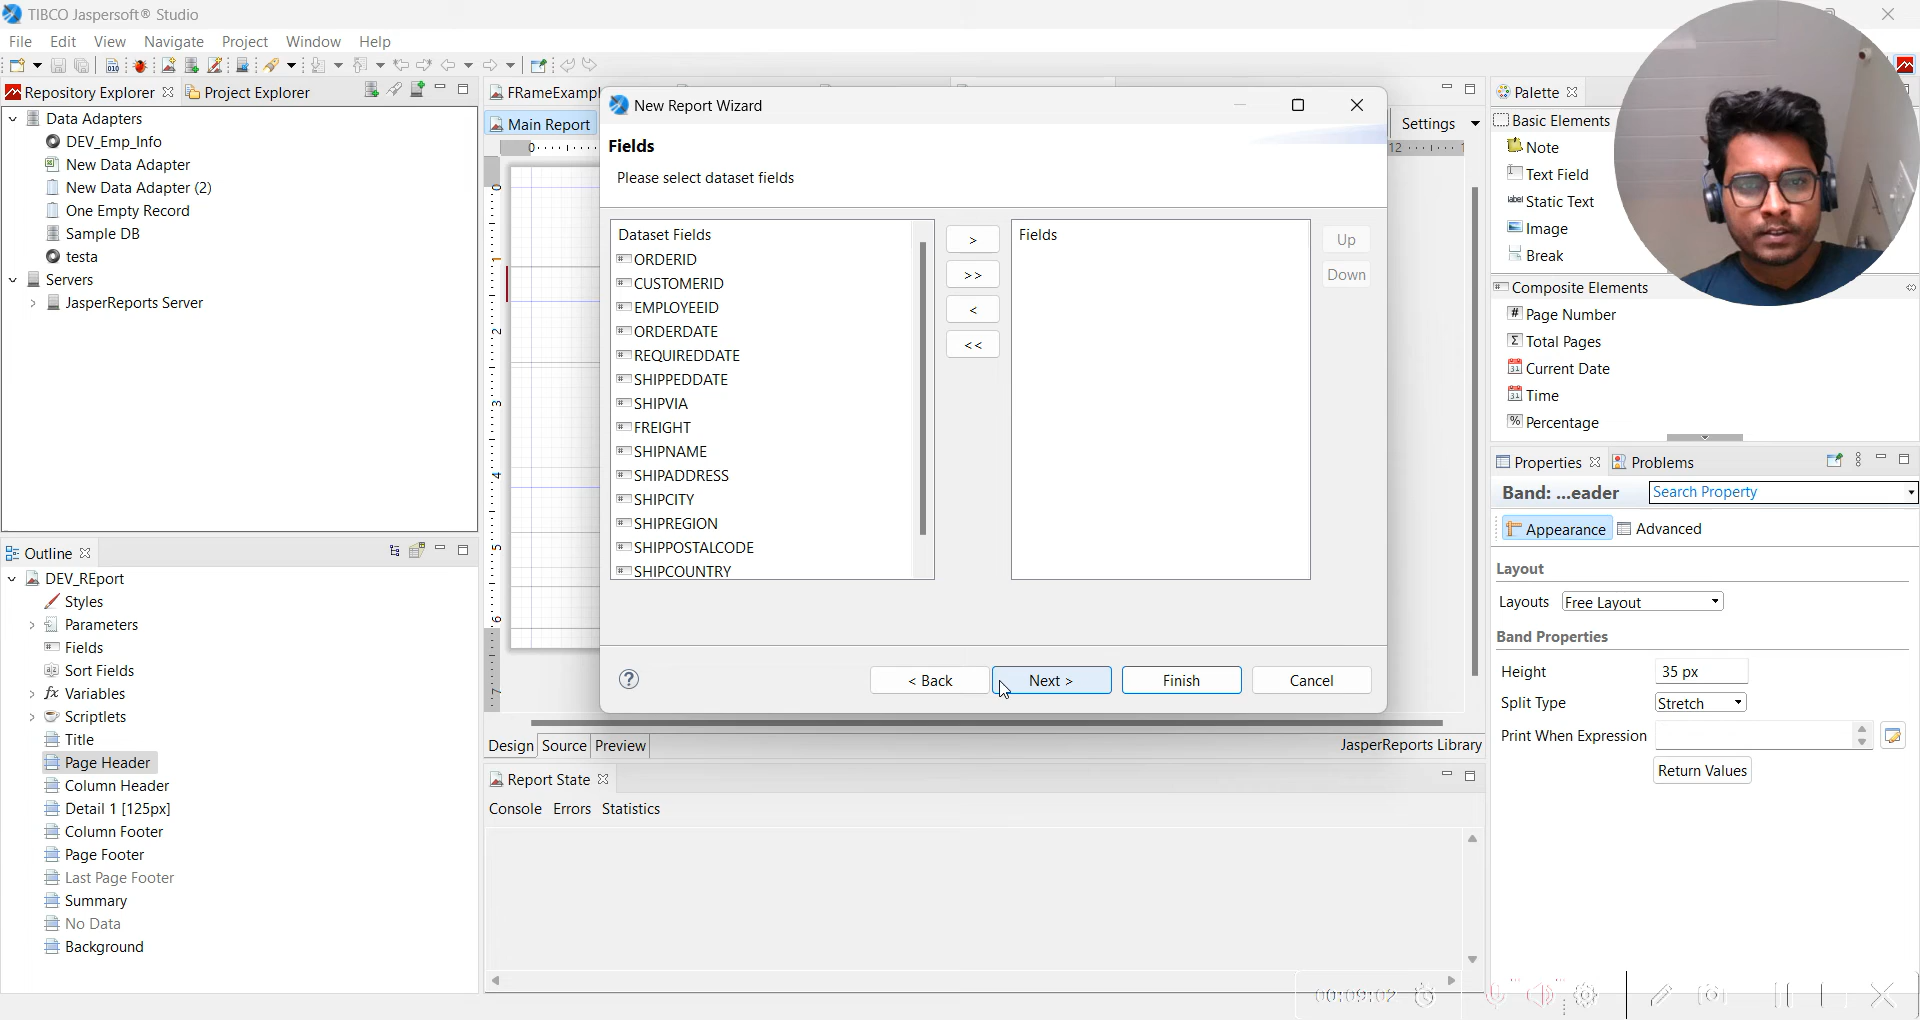 TIBCO Jaspersoft® Studio
File Edit View Navigate Project Window Help
Repository Explorer Project Explorer
Data Adapters
DEV_Emp_Info
New Data Adapter
New Data Adapter (2)
One Empty Record
Sample DB
testa
Servers
JasperReports Server
Outline
DEV_REport
Styles
Parameters
Fields
Sort Fields
Variables
Scriptlets
Title
Page Header
Column Header
Detail 1 [125px]
Column Footer
Page Footer
Last Page Footer
Summary
No Data
Background
FRameExampl
Main Report
Settings
New Report Wizard
Fields
Please select dataset fields
Dataset Fields
ORDERID
CUSTOMERID
EMPLOYEEID
ORDERDATE
REQUIREDDATE
SHIPPEDDATE
SHIPVIA
FREIGHT
SHIPNAME
SHIPADDRESS
SHIPCITY
SHIPREGION
SHIPPOSTALCODE
SHIPCOUNTRY
>
>>
<
<<
Fields
Up
Down
< Back Next > Finish Cancel
Design Source Preview
JasperReports Library
Report State
Console Errors Statistics
Palette
Basic Elements
Note
Text Field
Static Text
Image
Break
Composite Elements
Page Number
Total Pages
Current Date
Time
Percentage
Properties Problems
Band: ...eader Search Property
Appearance Advanced
Layout
Layouts Free Layout
Band Properties
Height 35 px
Split Type Stretch
Print When Expression
Return Values
00:09:02